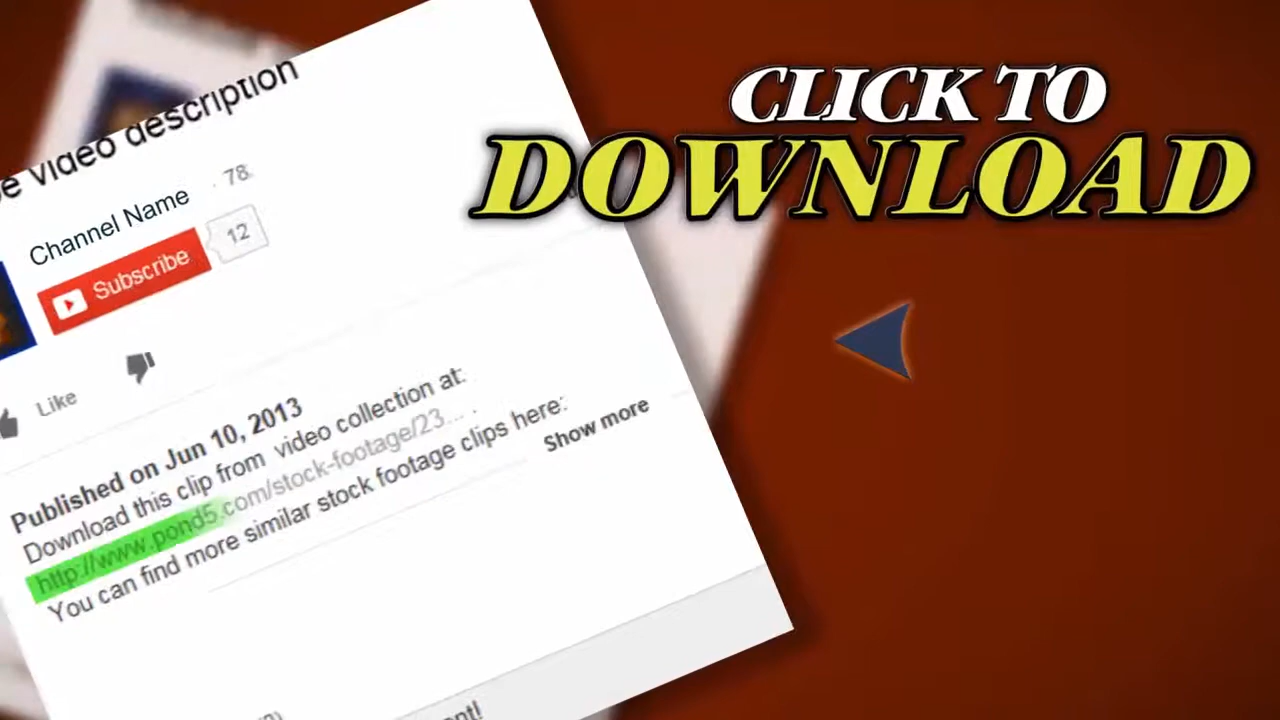 CLICK TO
DOWNLOAD
video description
Channel Name
78
Subscribe
12
Like
Published on Jun 10, 2013
Download this clip from video collection at:
http://www.pond5.com/stock-footage/23...
You can find more similar stock footage clips here:
Show more